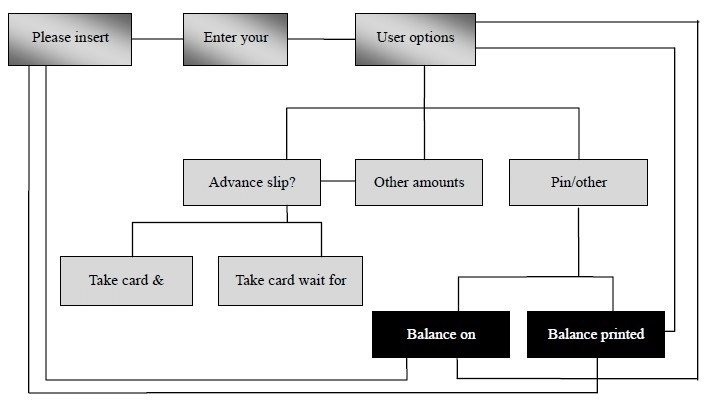 Please insert
Enter your
User options
Advance slip?
Other amounts
Pin/other
Take card &
Take card wait for
Balance on
Balance printed